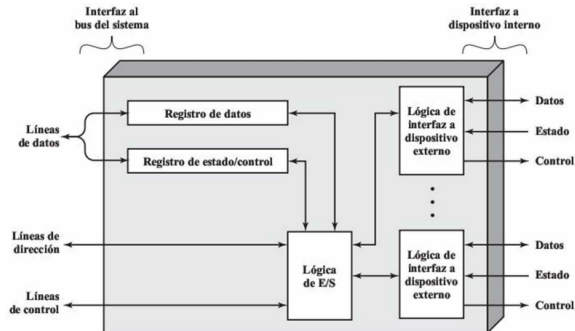 Interfaz al
bus del sistema
Interfaz a
dispositivo interno
Registro de datos
Registro de estado/control
Líneas
de datos
Líneas de
dirección
Líneas
de control
Lógica
de E/S
Lógica de
interfaz a
dispositivo
externo
Datos
Estado
Control
Lógica de
interfaz a
dispositivo
externo
Datos
Estado
Control